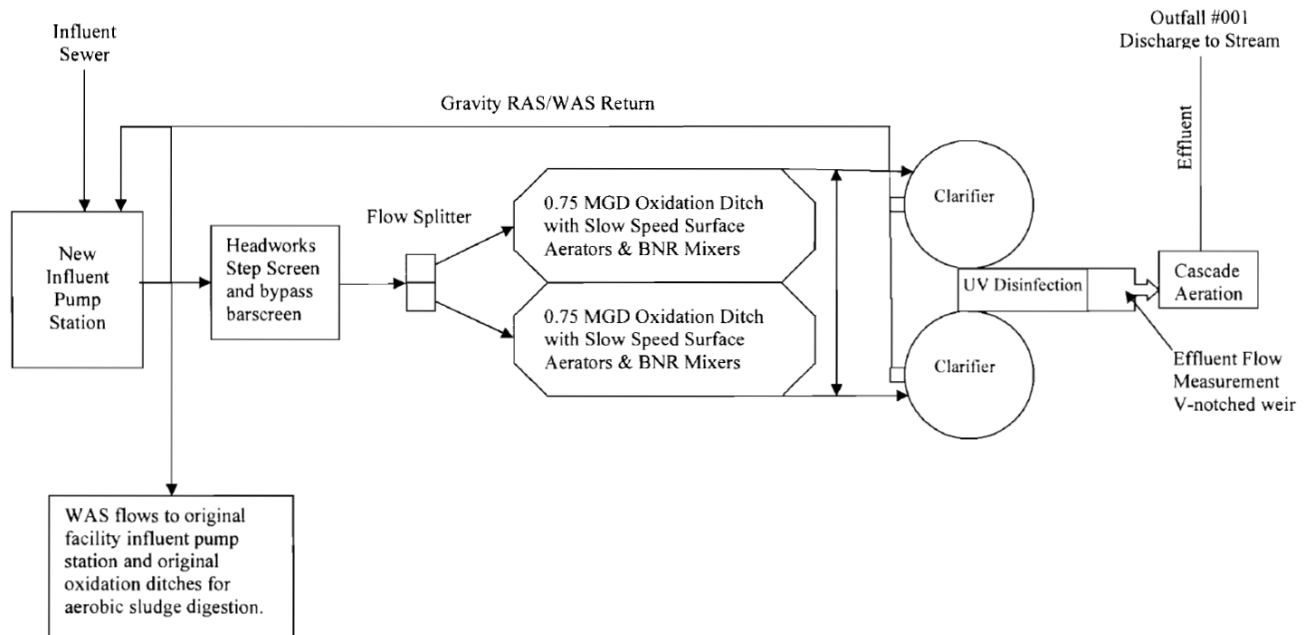 Influent
Sewer
Outfall #001
Discharge to Stream
Gravity RAS/WAS Return
Effluent
New
Influent
Pump
Station
Headworks
Step Screen
and bypass
barscreen
Flow Splitter
0.75 MGD Oxidation Ditch
with Slow Speed Surface
Aerators & BNR Mixers
0.75 MGD Oxidation Ditch
with Slow Speed Surface
Aerators & BNR Mixers
Clarifier
UV Disinfection
Clarifier
Cascade
Aeration
Effluent Flow
Measurement
V-notched weir
WAS flows to original
facility influent pump
station and original
oxidation ditches for
aerobic sludge digestion.